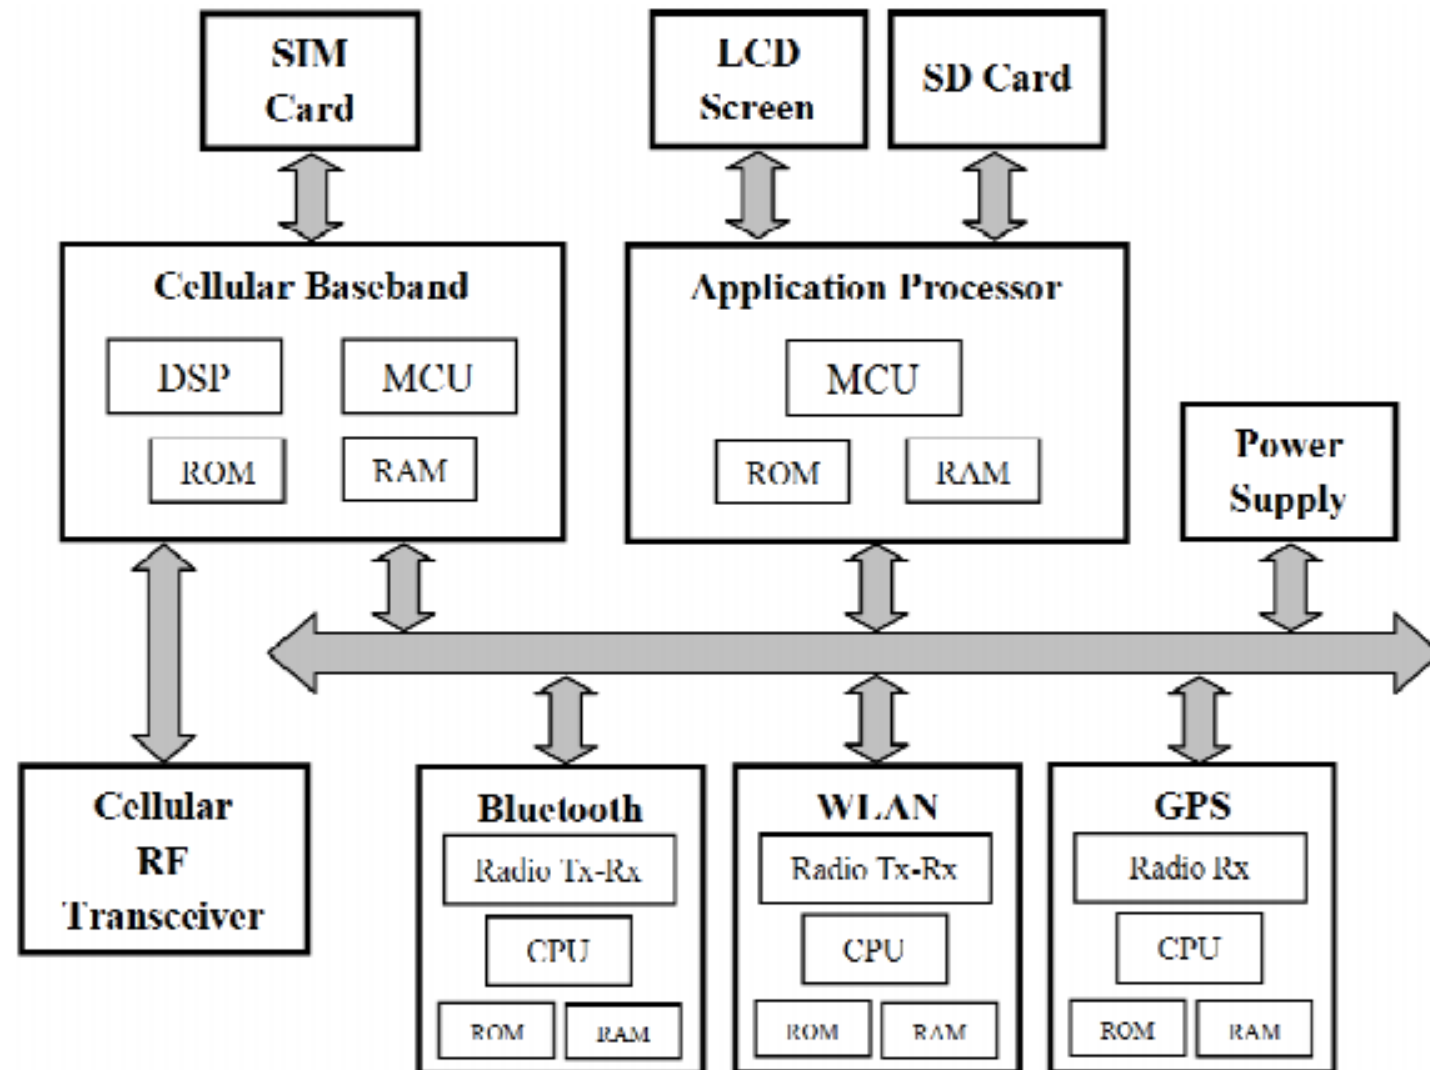 SIM
Card
LCD
Screen
SD Card
Cellular Baseband
DSP
MCU
ROM
RAM
Application Processor
MCU
ROM
RAM
Power
Supply
Cellular
RF
Transceiver
Bluetooth
Radio Tx-Rx
CPU
ROM
RAM
WLAN
Radio Tx-Rx
CPU
ROM
RAM
GPS
Radio Rx
CPU
ROM
RAM